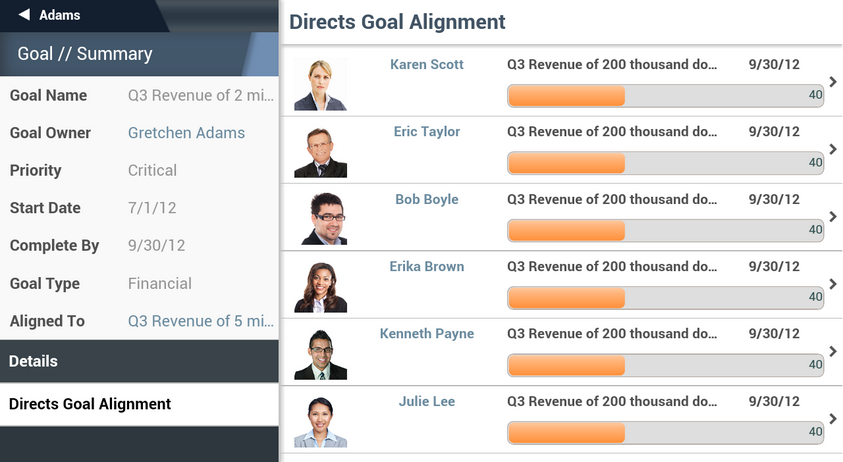 Adams
Goal // Summary
Goal Name Q3 Revenue of 2 mi...
Goal Owner Gretchen Adams
Priority Critical
Start Date 7/1/12
Complete By 9/30/12
Goal Type Financial
Aligned To Q3 Revenue of 5 mi...
Details
Directs Goal Alignment
Directs Goal Alignment
Karen Scott Q3 Revenue of 200 thousand do... 9/30/12
40
Eric Taylor Q3 Revenue of 200 thousand do... 9/30/12
40
Bob Boyle Q3 Revenue of 200 thousand do... 9/30/12
40
Erika Brown Q3 Revenue of 200 thousand do... 9/30/12
40
Kenneth Payne Q3 Revenue of 200 thousand do... 9/30/12
40
Julie Lee Q3 Revenue of 200 thousand do... 9/30/12
40